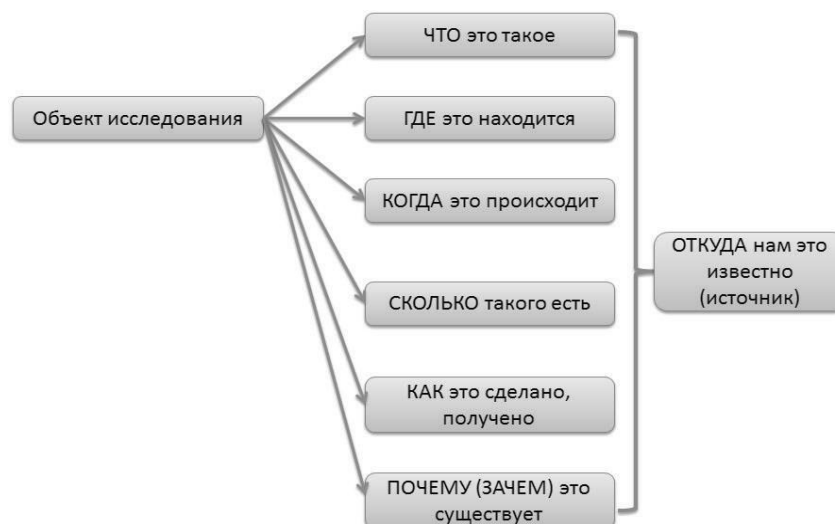 Объект исследования
ЧТО это такое
ГДЕ это находится
КОГДА это происходит
СКОЛЬКО такого есть
КАК это сделано,
получено
ПОЧЕМУ (ЗАЧЕМ) это
существует
ОТКУДА нам это
известно
(источник)